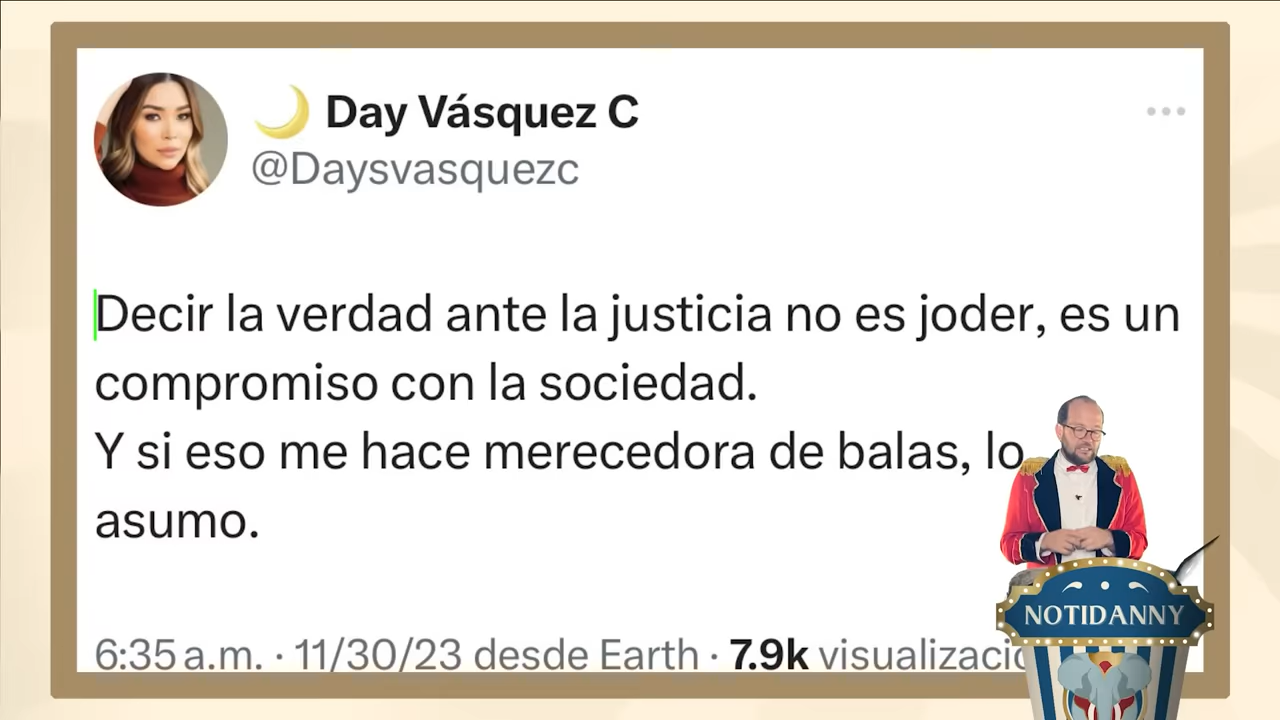 🌙 Day Vásquez C
@Daysvasquezc
Decir la verdad ante la justicia no es joder, es un
compromiso con la sociedad.
Y si eso me hace merecedora de balas, lo
asumo.
6:35 a.m. · 11/30/23 desde Earth · 7.9k
NOTIDANNY